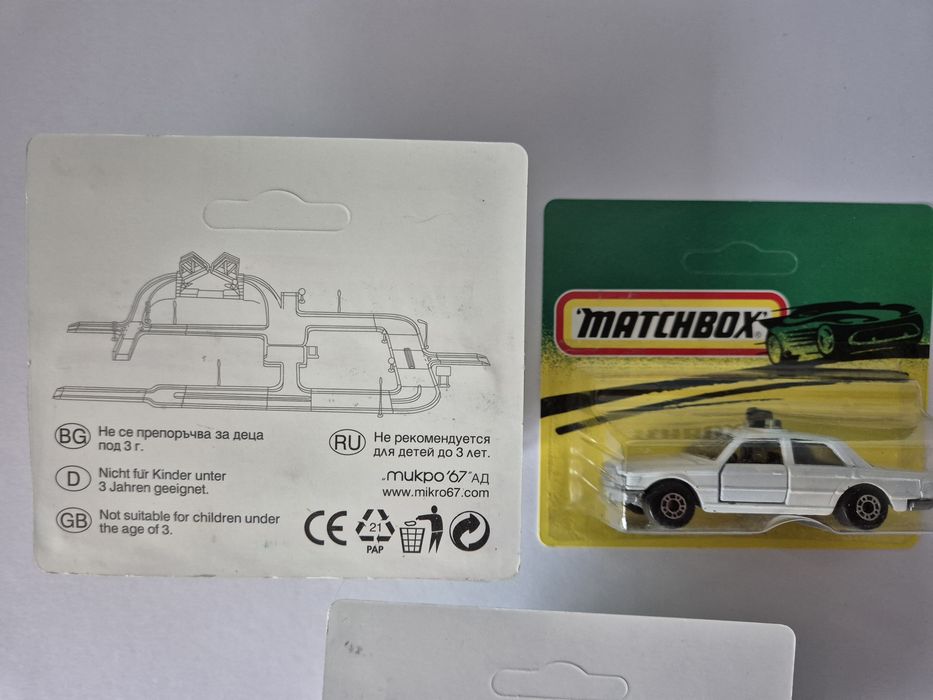 BG
Не се препоръчва за деца
под 3 г.
D
Nicht für Kinder unter
3 Jahren geeignet.
GB
Not suitable for children under
the age of 3.
RU
Не рекомендуется
для детей до 3 лет.
„микро '67"АД
www.mikro67.com
CE
21
PAP
'MATCHBOX'